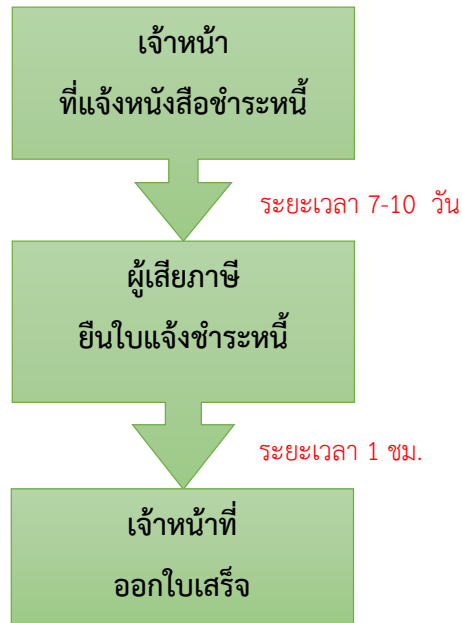 เจ้าหน้า
ที่แจ้งหนังสือชำระหนี้
ระยะเวลา 7-10 วัน
ผู้เสียภาษี
ยืนใบแจ้งชำระหนี้
ระยะเวลา 1 ชม.
เจ้าหน้าที่
ออกใบเสร็จ